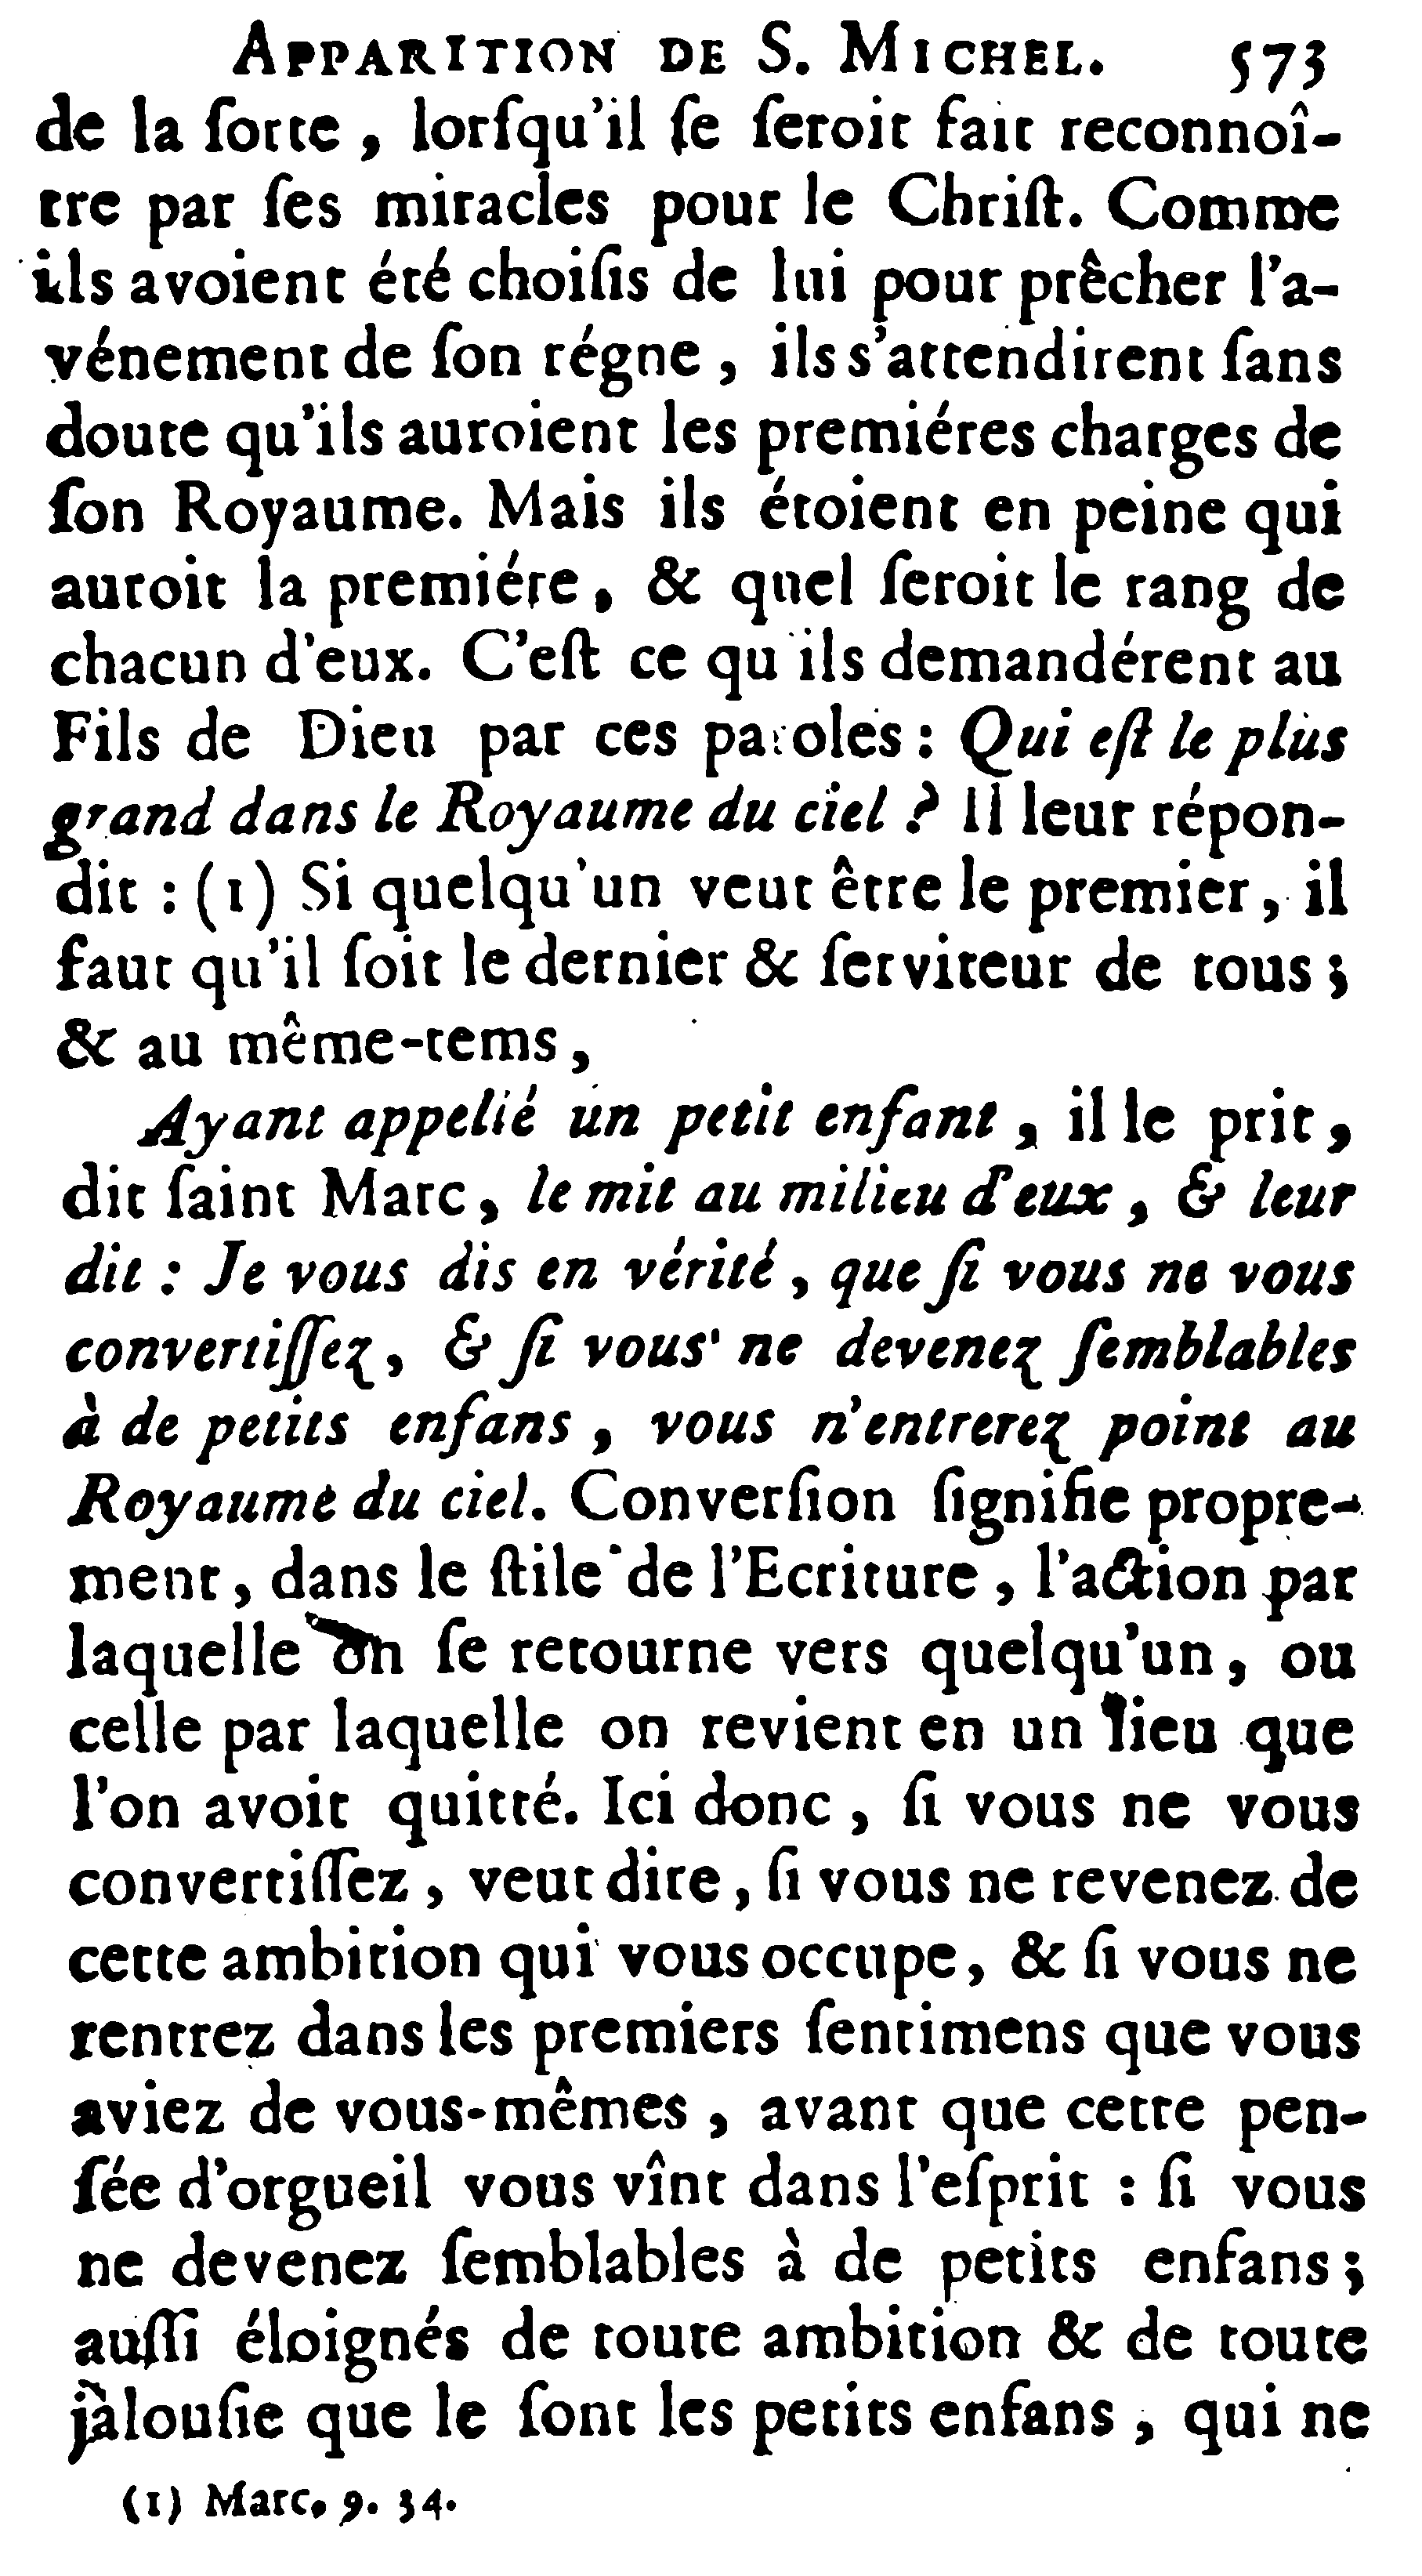 APPARITION DE S. MICHEL. 573
de la ſorte, lorſqu'il ſe ſeroit fait reconnoî-
tre par ſes miracles pour le Chriſt. Comme
ils avoient été choiſis de lui pour prêcher l'a-
vénement de ſon régne, ils s'attendirent ſans
doute qu'ils auroient les premiéres charges de
ſon Royaume. Mais ils étoient en peine qui
auroit la premiére, & quel ſeroit le rang de
chacun d'eux. C'eſt ce qu'ils demandérent au
Fils de Dieu par ces paroles : Qui eſt le plus
grand dans le Royaume du ciel ? Il leur répon-
dit : (1) Si quelqu'un veut être le premier, il
faut qu'il ſoit le dernier & ſerviteur de tous ;
& au même-tems,
Ayant appellé un petit enfant, il le prit,
dit ſaint Marc, le mit au milieu d'eux, & leur
dit : Je vous dis en vérité, que ſi vous ne vous
convertiſſez, & ſi vous ne devenez ſemblables
à de petits enfans, vous n'entrerez point au
Royaume du ciel. Converſion ſignifie propre-
ment, dans le ſtile de l'Ecriture, l'action par
laquelle on ſe retourne vers quelqu'un, ou
celle par laquelle on revient en un lieu que
l'on avoit quitté. Ici donc, ſi vous ne vous
convertiſſez, veut dire, ſi vous ne revenez de
cette ambition qui vous occupe, & ſi vous ne
rentrez dans les premiers ſentimens que vous
aviez de vous-mêmes, avant que cette pen-
ſée d'orgueil vous vînt dans l'eſprit : ſi vous
ne devenez ſemblables à de petits enfans ;
auſſi éloignés de toute ambition & de toute
jalouſie que le ſont les petits enfans, qui ne
(1) Marc. 9. 34.